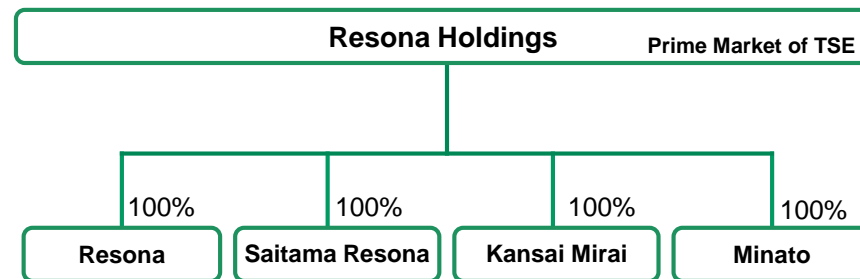 Resona Holdings
Prime Market of TSE
100%
100%
100%
100%
Resona
Saitama Resona
Kansai Mirai
Minato